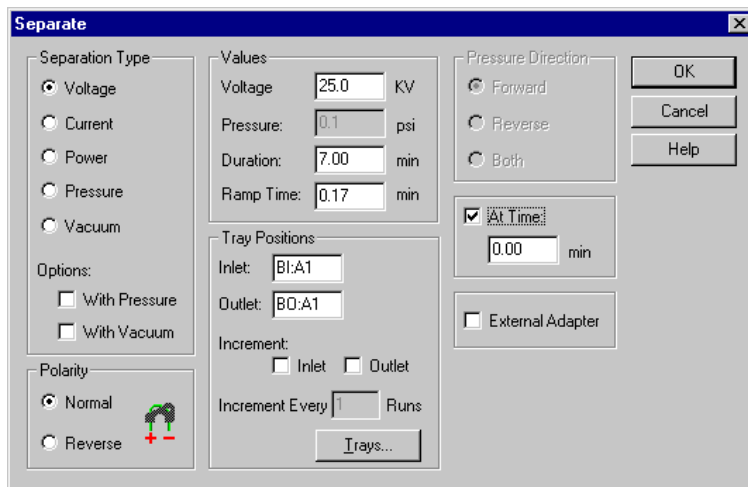 Separate
Separation Type
Voltage
Current
Power
Pressure
Vacuum
Options:
With Pressure
With Vacuum
Polarity
Normal
Reverse
Values
Voltage 25.0 KV
Pressure: 0.1 psi
Duration: 7.00 min
Ramp Time: 0.17 min
Tray Positions
Inlet: BI:A1
Outlet: BO:A1
Increment:
Inlet Outlet
Increment Every 1 Runs
Trays...
Pressure Direction
Forward
Reverse
Both
At Time:
0.00 min
External Adapter
OK
Cancel
Help